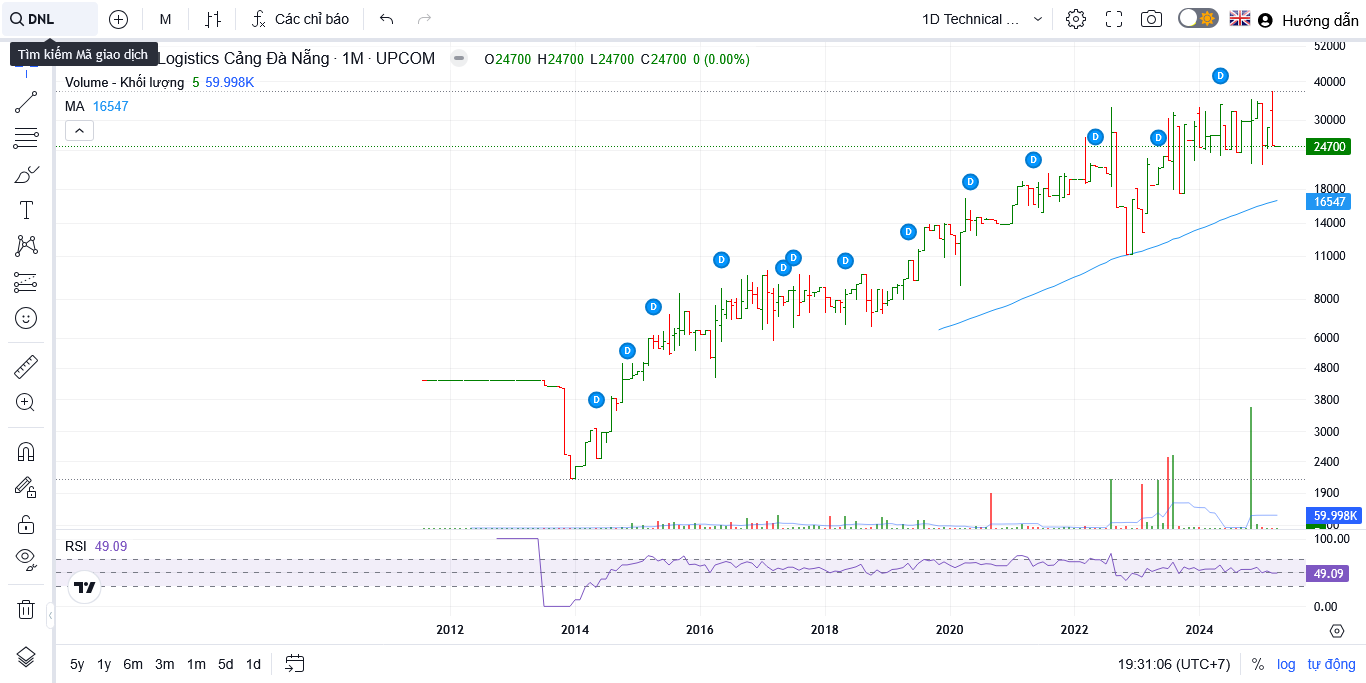 DNL
M
Các chỉ báo
1D Technical ...
Hướng dẫn
Tìm kiếm Mã giao dịch
Logistics Cảng Đà Nẵng · 1M · UPCOM
O24700 H24700 L24700 C24700 0 (0.00%)
Volume - Khối lượng 5 59.998K
MA 16547
52000
40000
30000
24700
18000
16547
14000
11000
8000
6000
4800
3800
3000
2400
1900
59.998K
D
D
D
D
D
D
D
D
D
D
D
D
D
RSI 49.09
100.00
49.09
0.00
2012 2014 2016 2018 2020 2022 2024
5y 1y 6m 3m 1m 5d 1d
19:31:06 (UTC+7) % log tự động